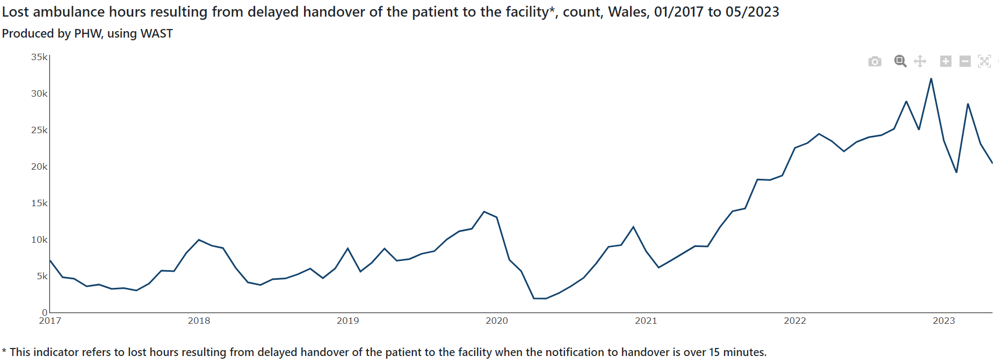 Lost ambulance hours resulting from delayed handover of the patient to the facility*, count, Wales, 01/2017 to 05/2023
Produced by PHW, using WAST
35k
30k
25k
20k
15k
10k
5k
0
2017 2018 2019 2020 2021 2022 2023
* This indicator refers to lost hours resulting from delayed handover of the patient to the facility when the notification to handover is over 15 minutes.